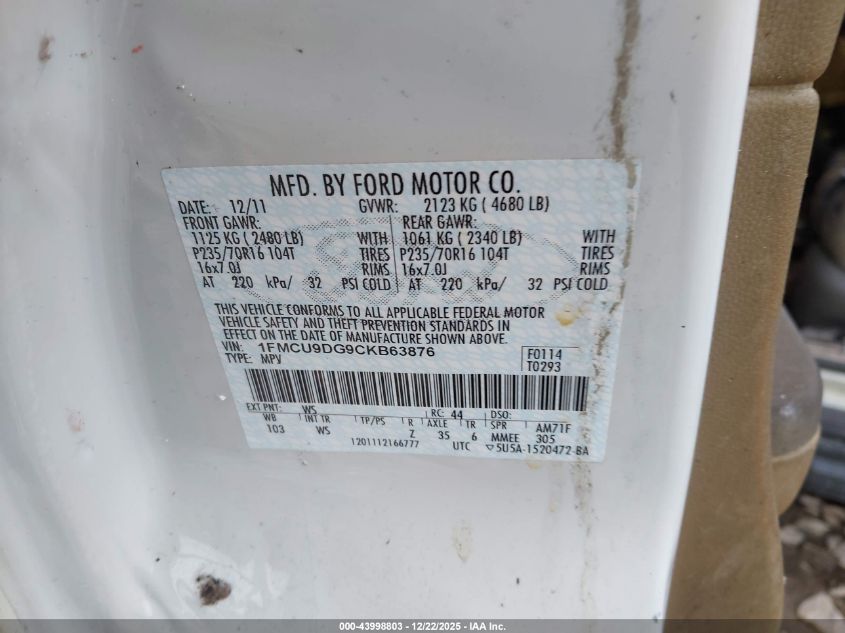 MFD. BY FORD MOTOR CO.
DATE: 12/11 GVWR: 2123 KG ( 4680 LB)
FRONT GAWR: REAR GAWR:
1125 KG ( 2480 LB) WITH 1061 KG ( 2340 LB) WITH
P235/70R16 104T TIRES P235/70R16 104T TIRES
16x7.0J RIMS 16x7.0J RIMS
AT 220 kPa/ 32 PSI COLD AT 220 kPa/ 32 PSI COLD
THIS VEHICLE CONFORMS TO ALL APPLICABLE FEDERAL MOTOR
VEHICLE SAFETY AND THEFT PREVENTION STANDARDS IN
EFFECT ON THE DATE OF MANUFACTURE SHOWN ABOVE.
VIN: 1FMCU9DG9CKB63876 F0114
TYPE: MPV T0293
EXT PNT: WS RC: 44 DSO:
WB INT TR TP/PS R AXLE TR SPR AM71F
103 WS Z 35 6 MMEE 305
1201112166777 UTC 5U5A-1520472-BA
000-43998803 - 12/22/2025 - IAA Inc.